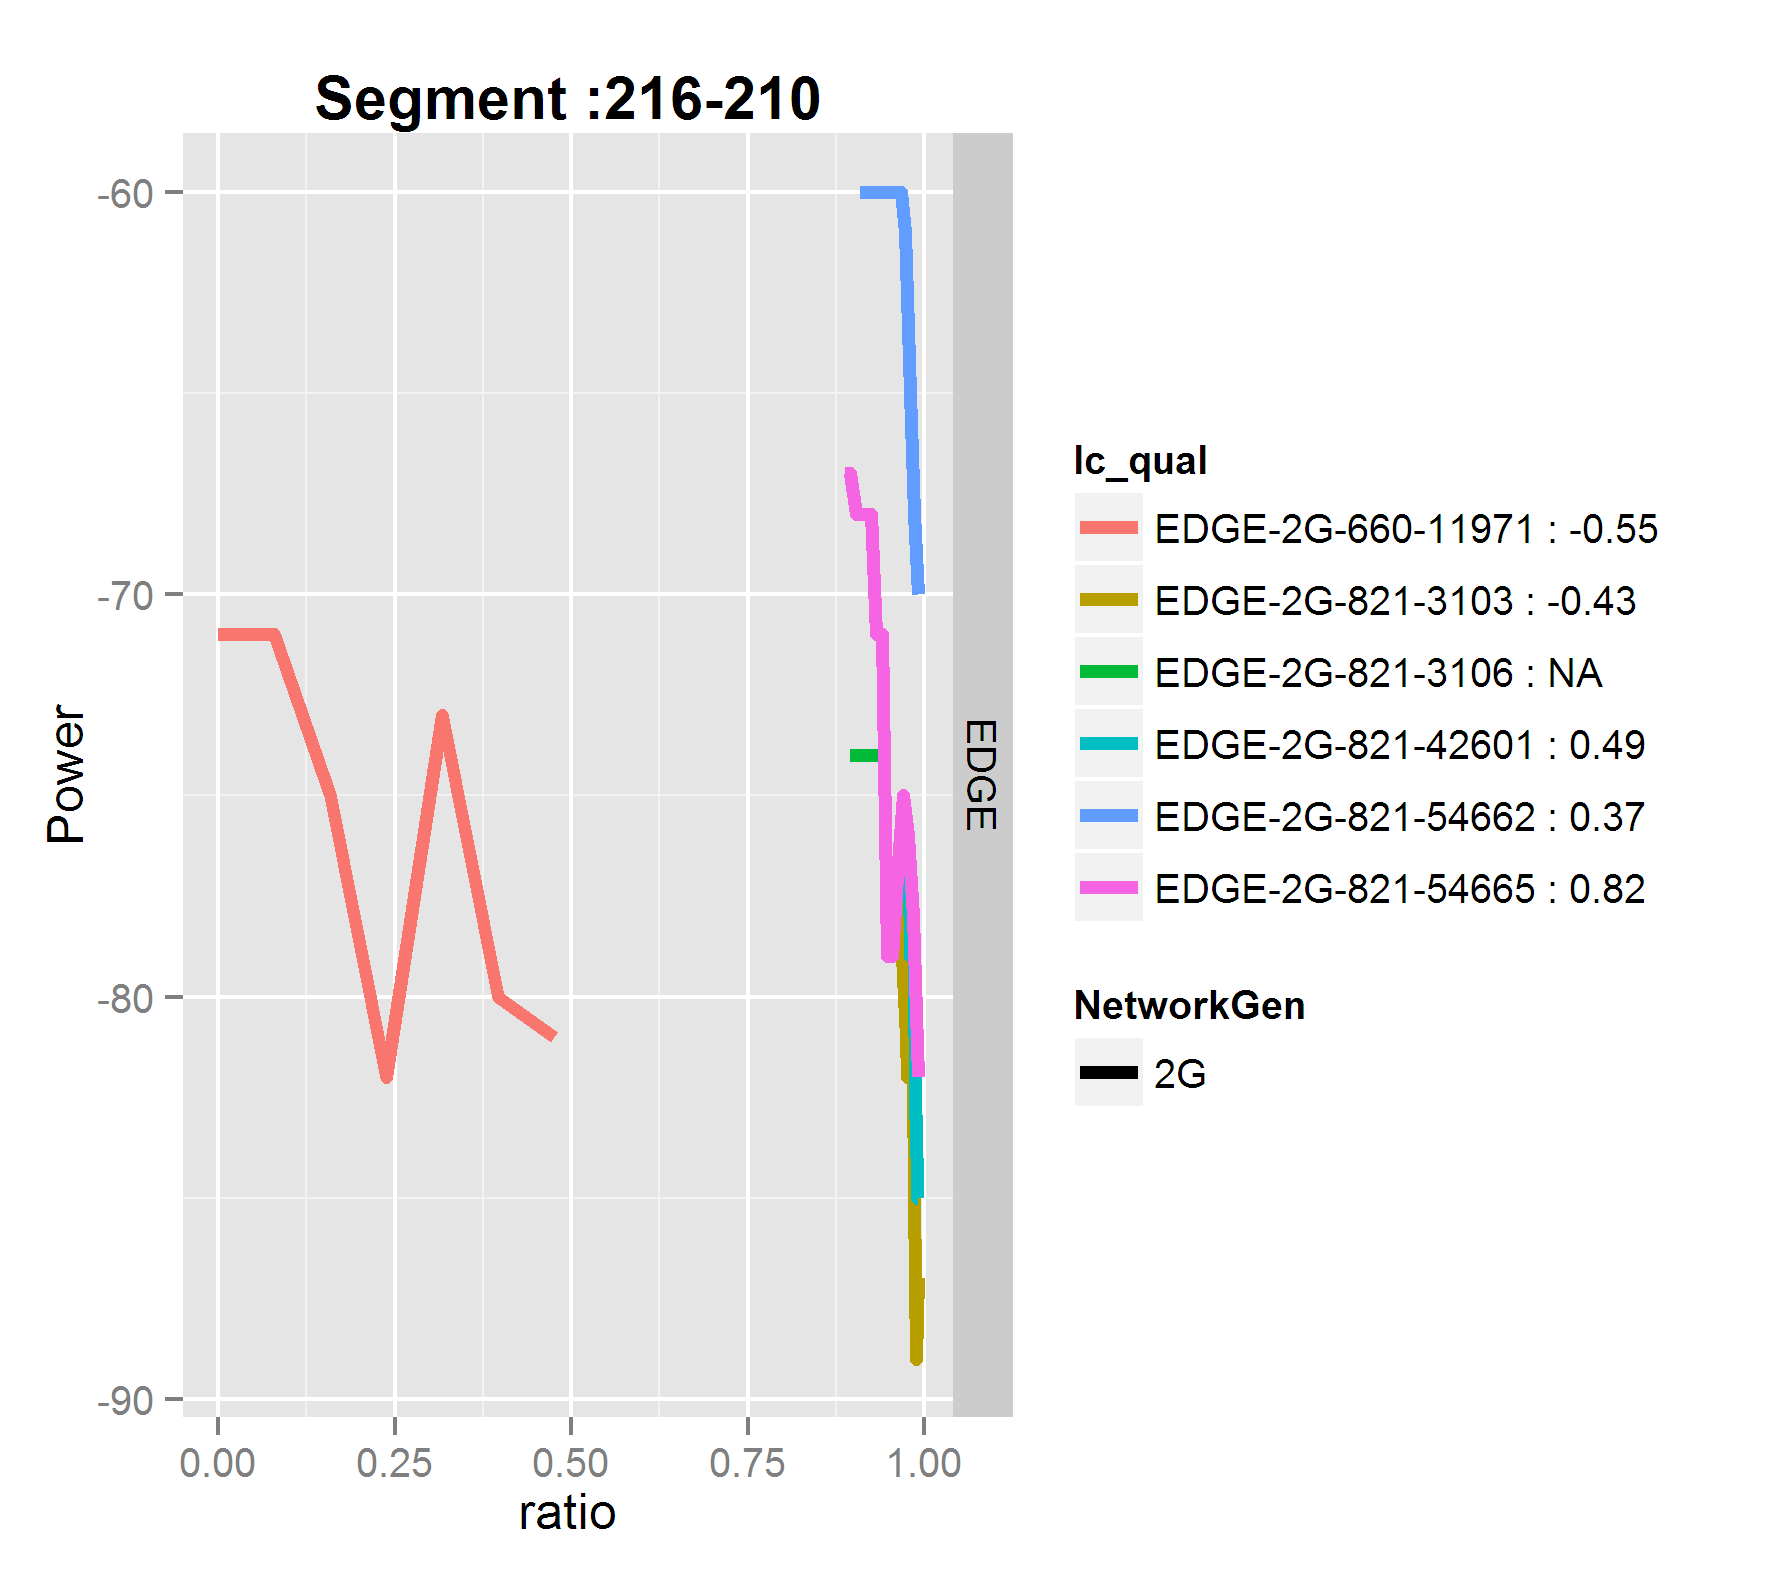 Segment :216-210
-60
-70
-80
-90
Power
0.00 0.25 0.50 0.75 1.00
ratio
EDGE
lc_qual
EDGE-2G-660-11971 : -0.55
EDGE-2G-821-3103 : -0.43
EDGE-2G-821-3106 : NA
EDGE-2G-821-42601 : 0.49
EDGE-2G-821-54662 : 0.37
EDGE-2G-821-54665 : 0.82
NetworkGen
2G